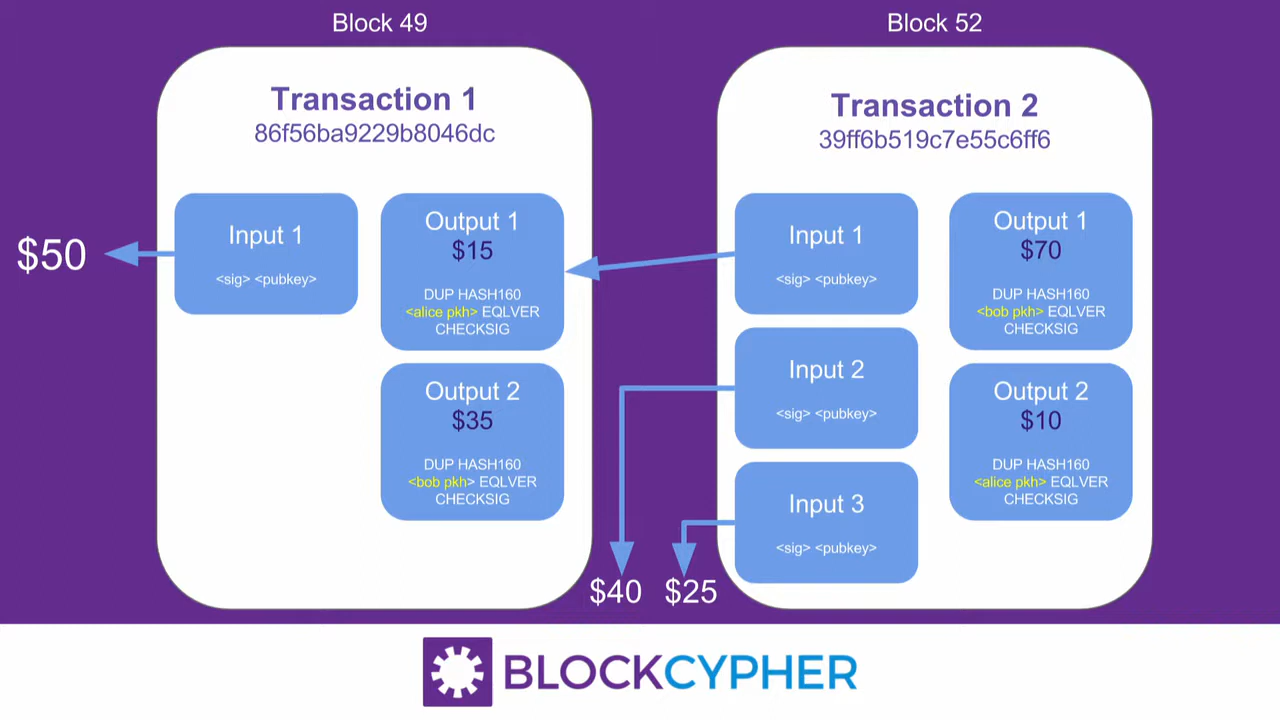 Block 49
Block 52
Transaction 1
86f56ba9229b8046dc
Transaction 2
39ff6b519c7e55c6ff6
$50
Input 1
<sig> <pubkey>
Output 1
$15
DUP HASH160
<alice pkh> EQLVER
CHECKSIG
Output 2
$35
DUP HASH160
<bob pkh> EQLVER
CHECKSIG
Input 1
<sig> <pubkey>
Input 2
<sig> <pubkey>
Input 3
<sig> <pubkey>
$40
$25
Output 1
$70
DUP HASH160
<bob pkh> EQLVER
CHECKSIG
Output 2
$10
DUP HASH160
<alice pkh> EQLVER
CHECKSIG
BLOCKCYPHER